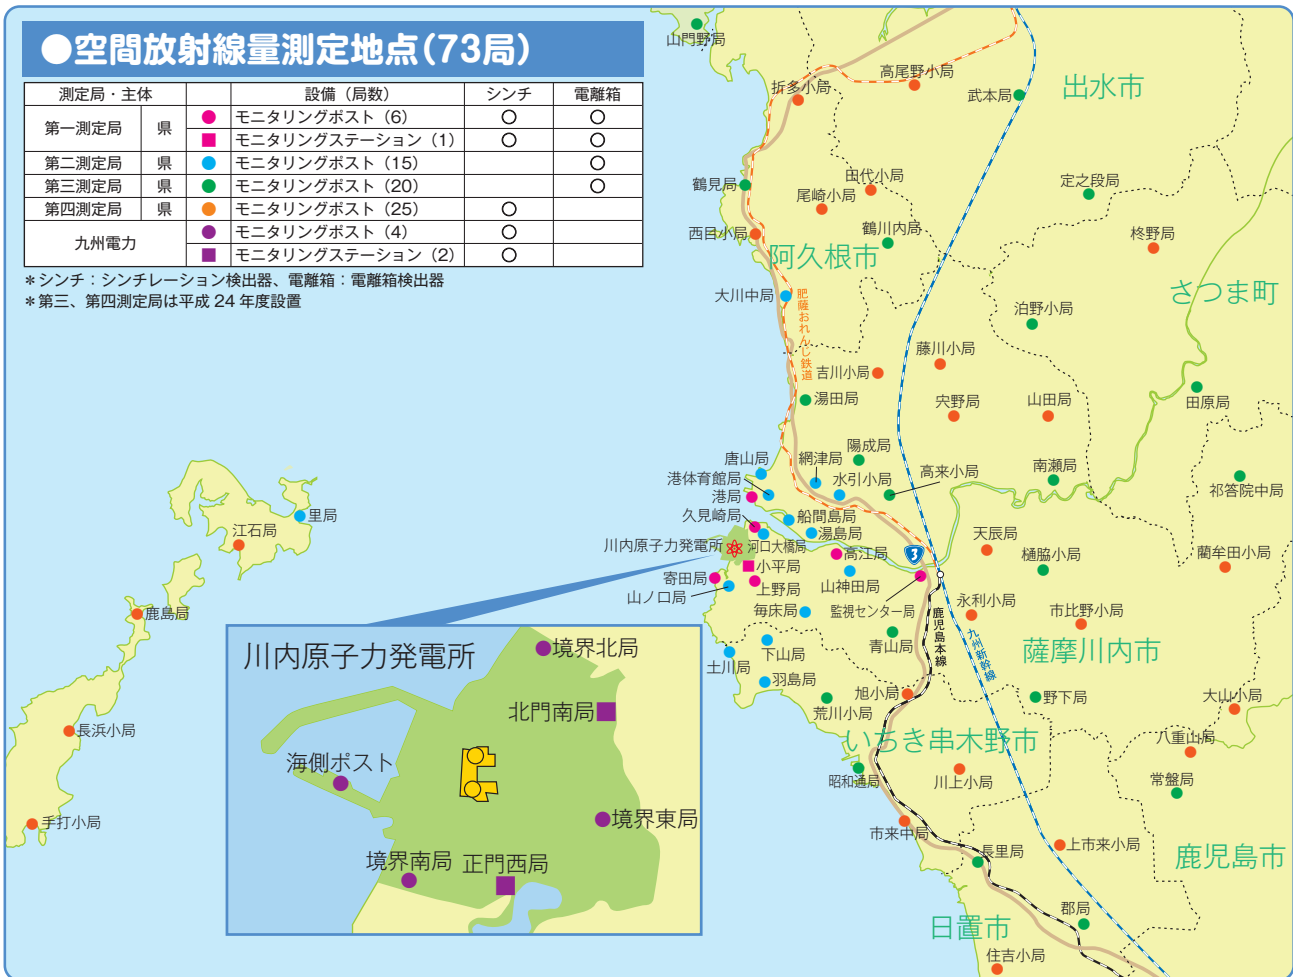 ●空間放射線量測定地点(73局)
測定局・主体 設備（局数） シンチ 電離箱
第一測定局 県 モニタリングポスト（6） ○ ○
モニタリングステーション（1） ○ ○
第二測定局 県 モニタリングポスト（15） ○
第三測定局 県 モニタリングポスト（20） ○
第四測定局 県 モニタリングポスト（25） ○
九州電力 モニタリングポスト（4） ○
モニタリングステーション（2） ○
＊シンチ：シンチレーション検出器、電離箱：電離箱検出器
＊第三、第四測定局は平成 24 年度設置
山門野局
高尾野小局
折多小局
武本局
出水市
鶴見局
田代小局
尾崎小局
定之段局
鶴川内局
西目小局
柊野局
阿久根市
さつま町
大川中局
肥薩おれんじ鉄道
泊野小局
藤川小局
吉川小局
湯田局
宍野局
山田局
田原局
陽成局
唐山局
網津局
港体育館局
水引小局
高来小局
南瀬局
祁答院中局
港局
久見崎局
船間島局
湯島局
里局
江石局
川内原子力発電所
河口大橋局
高江局
3
天辰局
樋脇小局
藺牟田小局
小平局
寄田局
上野局
山神田局
山ノ口局
毎床局
監視センター局
永利小局
市比野小局
鹿島局
鹿児島本線
九州新幹線
青山局
薩摩川内市
下山局
土川局
羽島局
旭小局
野下局
大山小局
荒川小局
いちき串木野市
八重山局
長浜小局
昭和通局
川上小局
常盤局
手打小局
市来中局
長里局
上市来小局
鹿児島市
郡局
日置市
住吉小局
川内原子力発電所
境界北局
北門南局
海側ポスト
境界東局
境界南局
正門西局